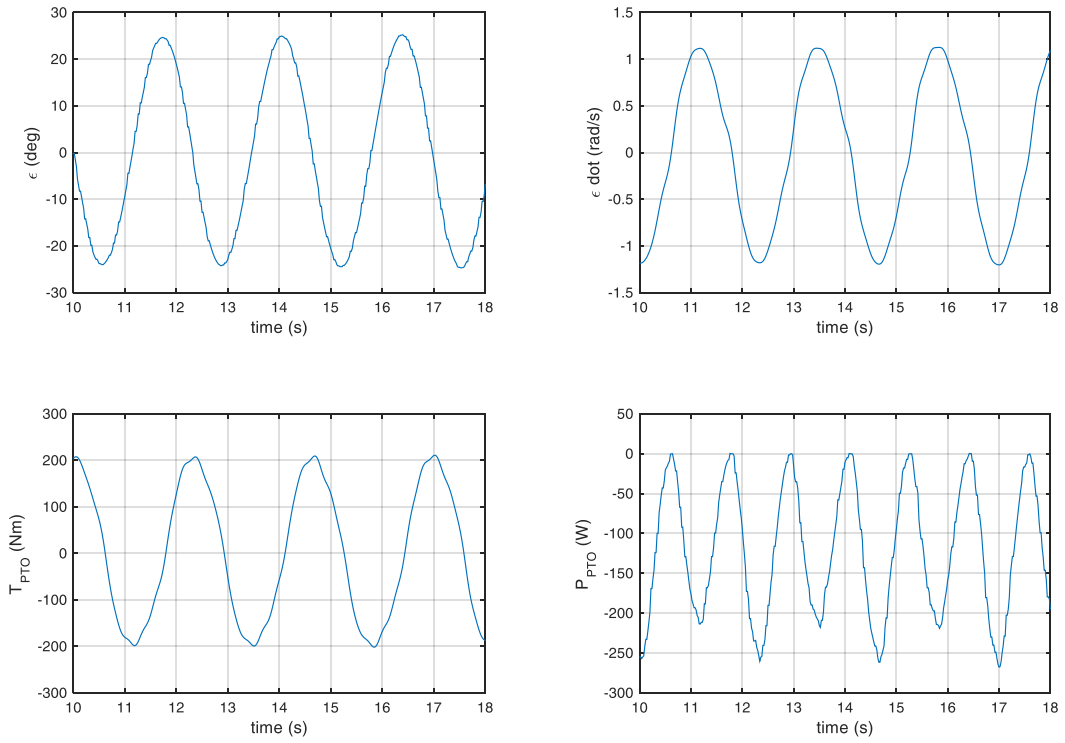 30
20
10
0
-10
-20
-30
ϵ (deg)
10 11 12 13 14 15 16 17 18
time (s)
1.5
1
0.5
0
-0.5
-1
-1.5
ϵ dot (rad/s)
10 11 12 13 14 15 16 17 18
time (s)
300
200
100
0
-100
-200
-300
T_PTO (Nm)
10 11 12 13 14 15 16 17 18
time (s)
50
0
-50
-100
-150
-200
-250
-300
P_PTO (W)
10 11 12 13 14 15 16 17 18
time (s)